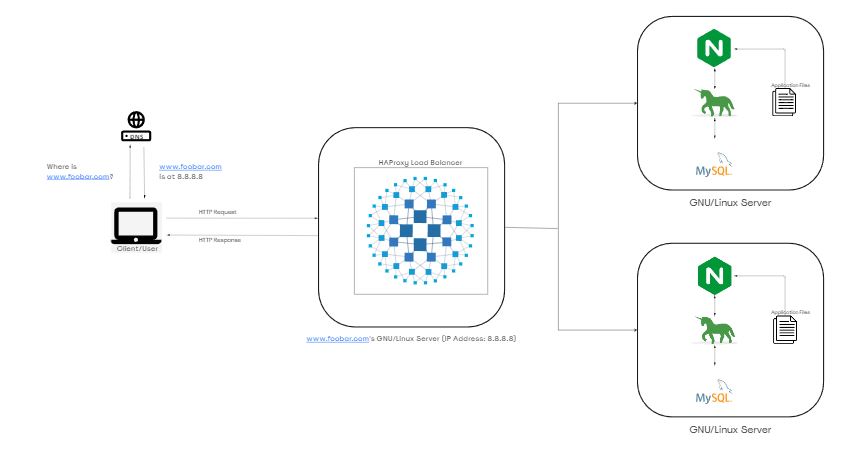 N
Application Files
MySQL
GNU/Linux Server
DNS
Where is
www.foobar.com?
www.foobar.com
is at 8.8.8.8
HAProxy Load Balancer
HTTP Request
HTTP Response
Client/User
www.foobar.com's GNU/Linux Server (IP Address: 8.8.8.8)
N
Application Files
MySQL
GNU/Linux Server